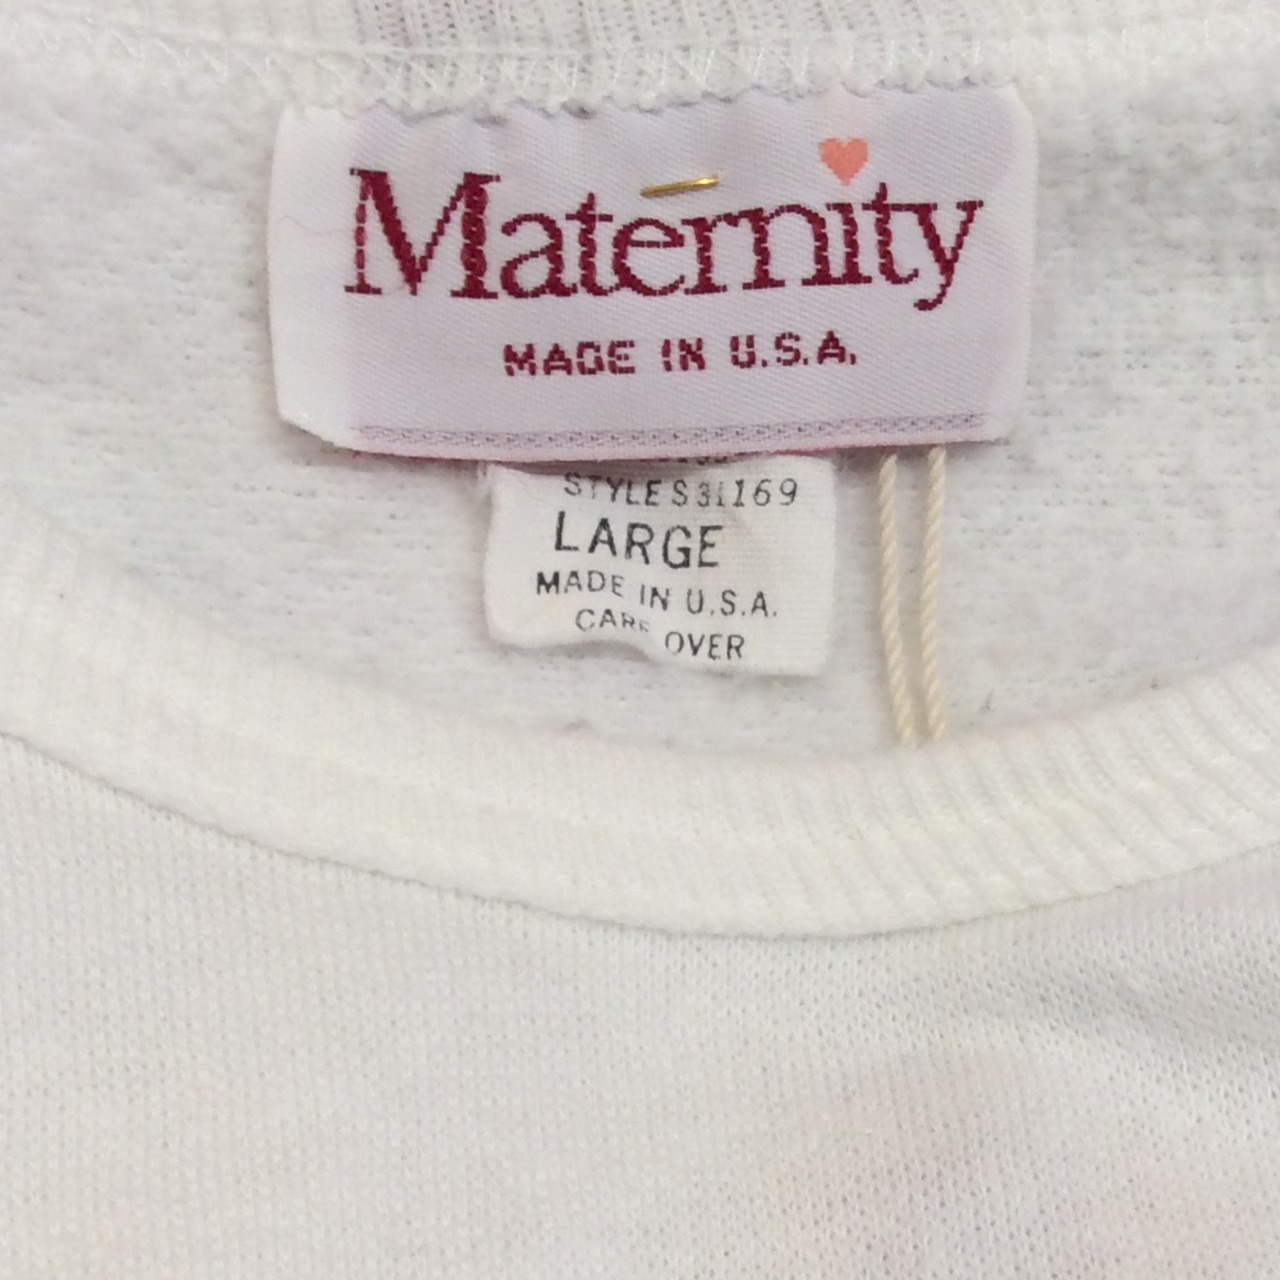 Maternity
MADE IN U.S.A.
STYLE S31169
LARGE
MADE IN U.S.A.
CARE OVER